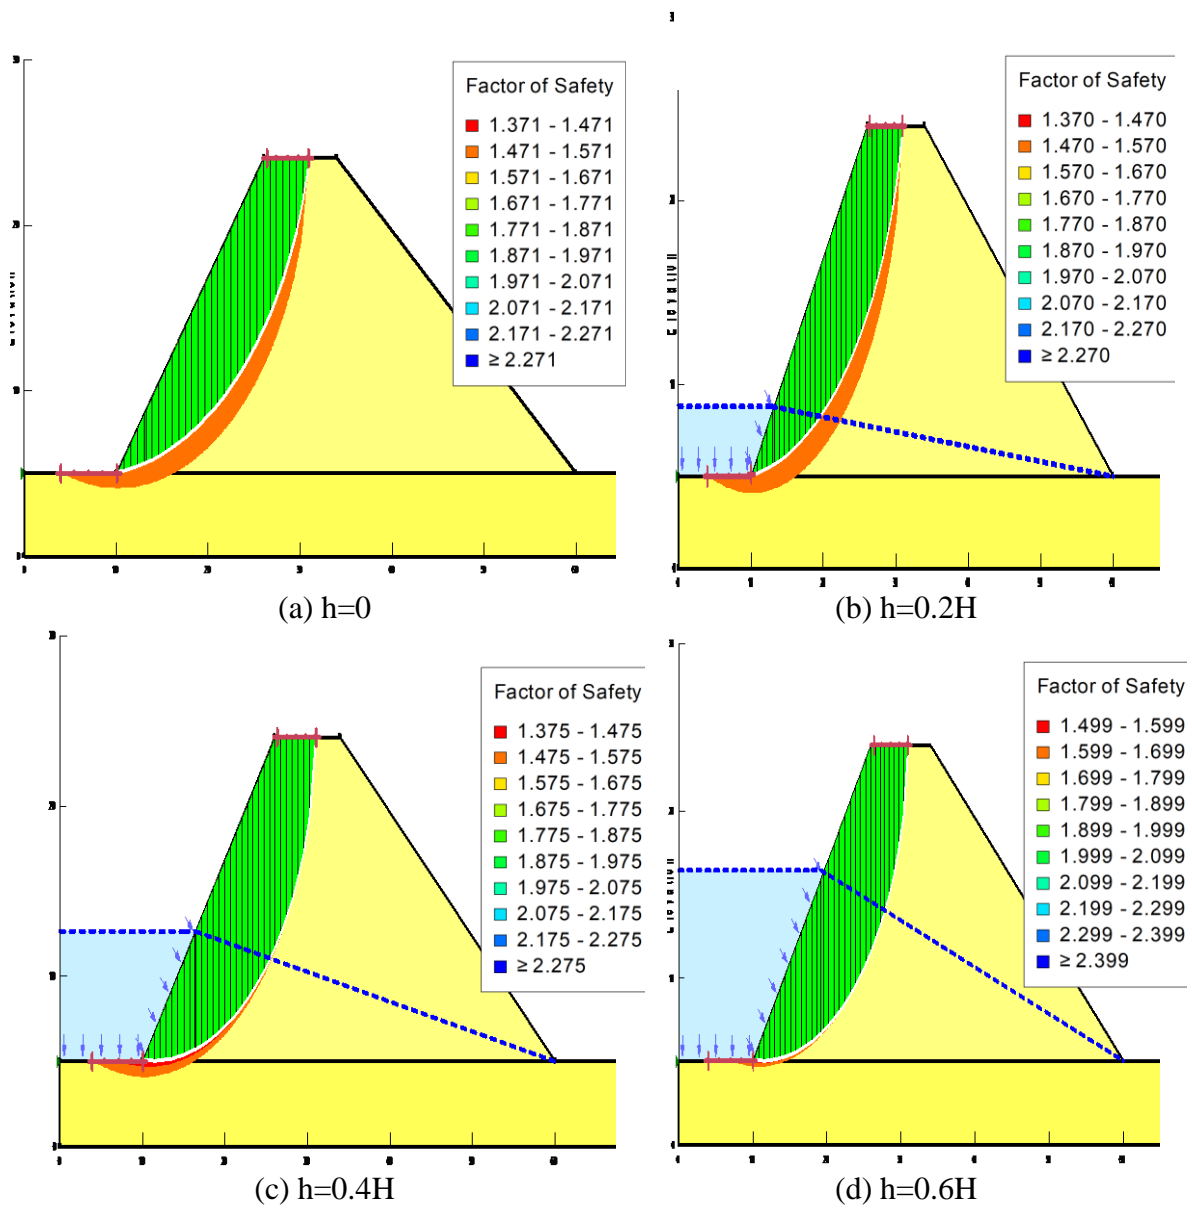 Factor of Safety
1.371 - 1.471
1.471 - 1.571
1.571 - 1.671
1.671 - 1.771
1.771 - 1.871
1.871 - 1.971
1.971 - 2.071
2.071 - 2.171
2.171 - 2.271
≥ 2.271
(a) h=0
Factor of Safety
1.370 - 1.470
1.470 - 1.570
1.570 - 1.670
1.670 - 1.770
1.770 - 1.870
1.870 - 1.970
1.970 - 2.070
2.070 - 2.170
2.170 - 2.270
≥ 2.270
(b) h=0.2H
Factor of Safety
1.375 - 1.475
1.475 - 1.575
1.575 - 1.675
1.675 - 1.775
1.775 - 1.875
1.875 - 1.975
1.975 - 2.075
2.075 - 2.175
2.175 - 2.275
≥ 2.275
(c) h=0.4H
Factor of Safety
1.499 - 1.599
1.599 - 1.699
1.699 - 1.799
1.799 - 1.899
1.899 - 1.999
1.999 - 2.099
2.099 - 2.199
2.199 - 2.299
2.299 - 2.399
≥ 2.399
(d) h=0.6H